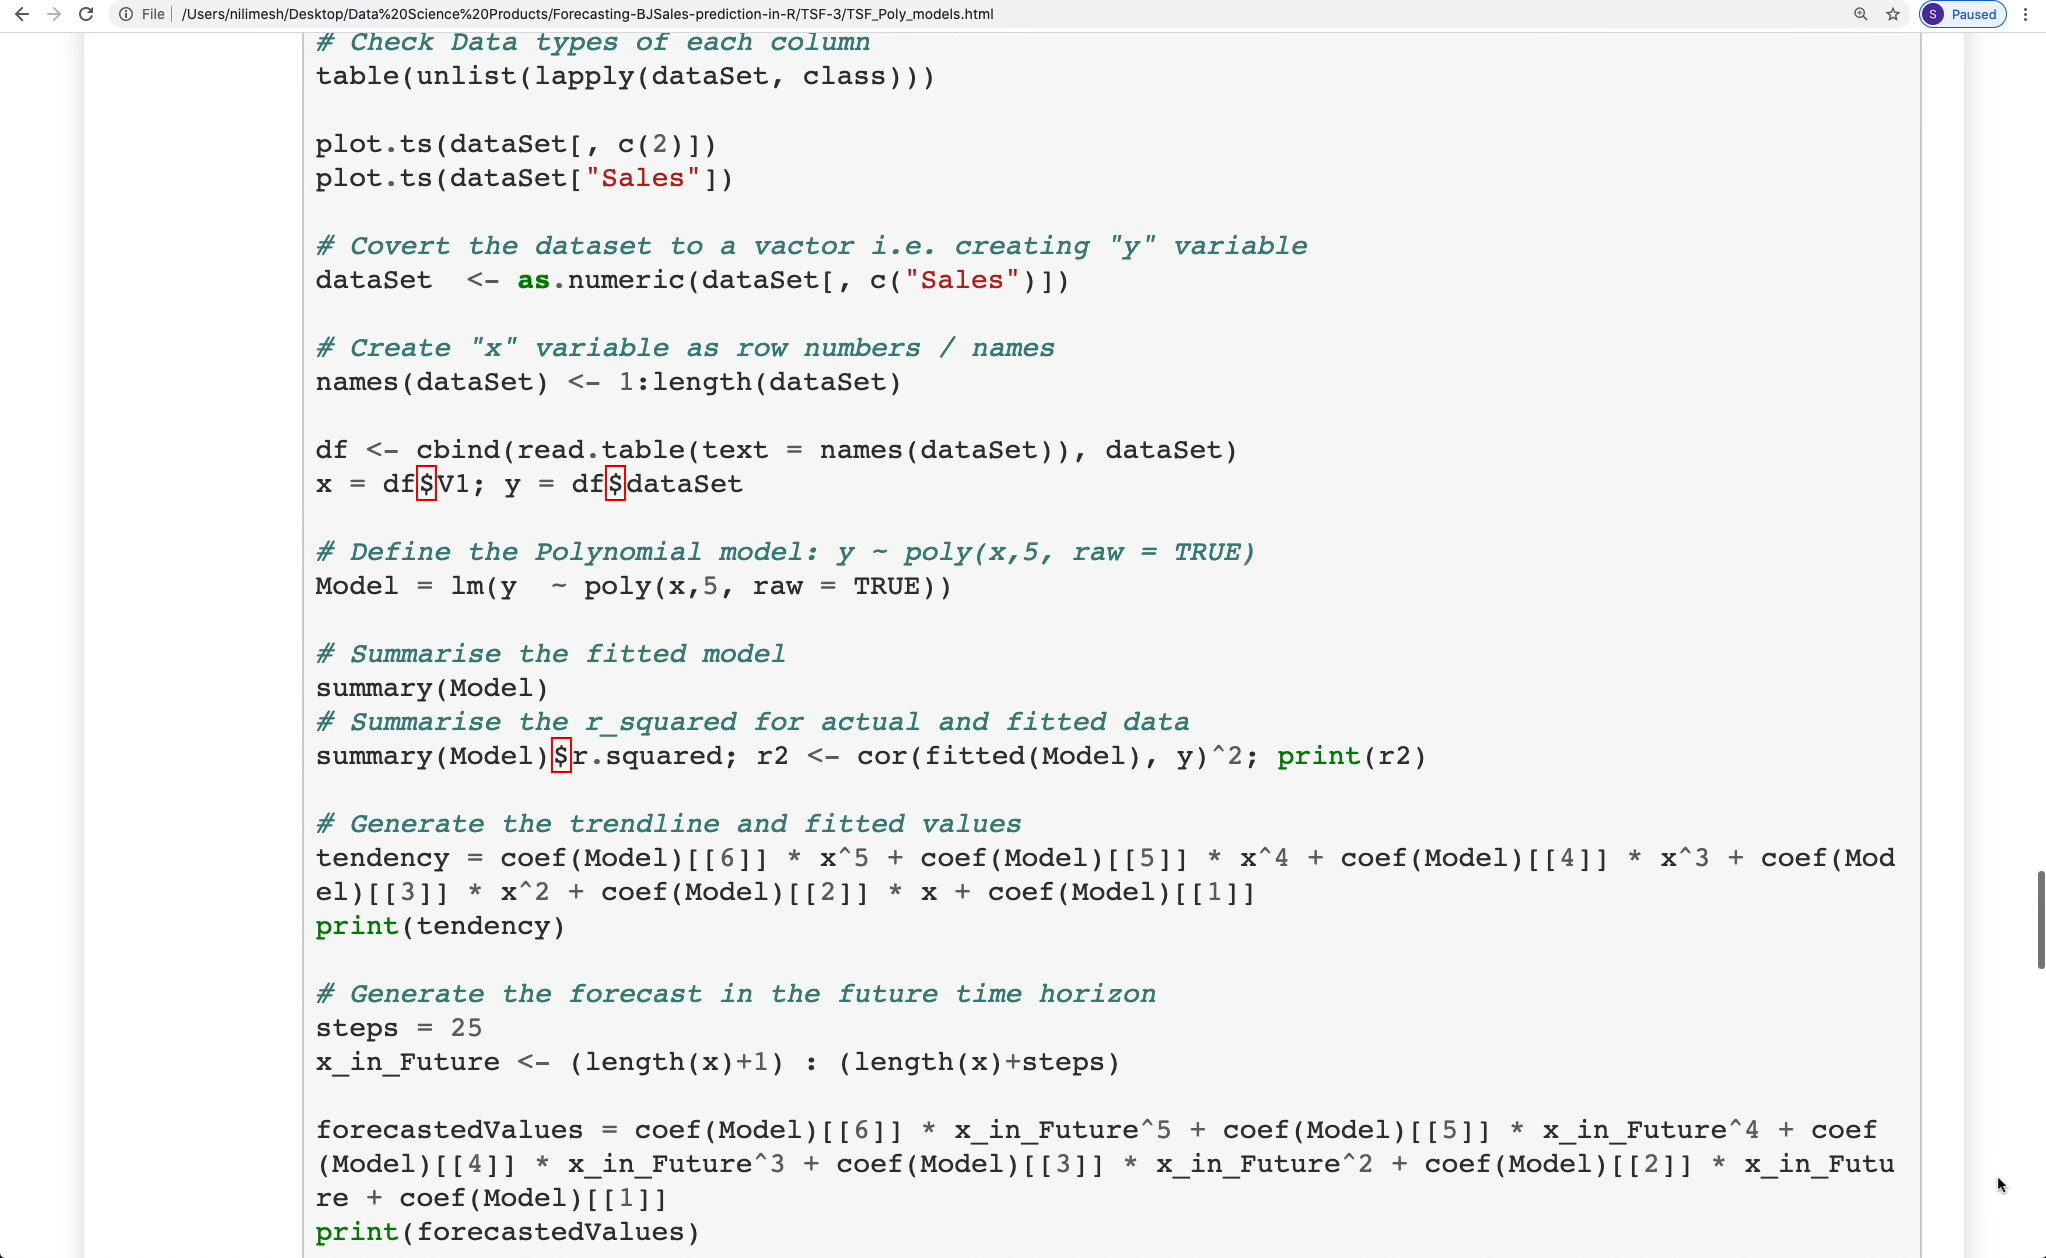 File /Users/nilimesh/Desktop/Data%20Science%20Products/Forecasting-BJSales-prediction-in-R/TSF-3/TSF_Poly_models.html S Paused
# Check Data types of each column
table(unlist(lapply(dataSet, class)))
plot.ts(dataSet[, c(2)])
plot.ts(dataSet["Sales"])
# Covert the dataset to a vactor i.e. creating "y" variable
dataSet  <- as.numeric(dataSet[, c("Sales")])
# Create "x" variable as row numbers / names
names(dataSet) <- 1:length(dataSet)
df <- cbind(read.table(text = names(dataSet)), dataSet)
x = df$V1; y = df$dataSet
# Define the Polynomial model: y ~ poly(x,5, raw = TRUE)
Model = lm(y  ~ poly(x,5, raw = TRUE))
# Summarise the fitted model
summary(Model)
# Summarise the r_squared for actual and fitted data
summary(Model)$r.squared; r2 <- cor(fitted(Model), y)^2; print(r2)
# Generate the trendline and fitted values
tendency = coef(Model)[[6]] * x^5 + coef(Model)[[5]] * x^4 + coef(Model)[[4]] * x^3 + coef(Mod
el)[[3]] * x^2 + coef(Model)[[2]] * x + coef(Model)[[1]]
print(tendency)
# Generate the forecast in the future time horizon
steps = 25
x_in_Future <- (length(x)+1) : (length(x)+steps)
forecastedValues = coef(Model)[[6]] * x_in_Future^5 + coef(Model)[[5]] * x_in_Future^4 + coef
(Model)[[4]] * x_in_Future^3 + coef(Model)[[3]] * x_in_Future^2 + coef(Model)[[2]] * x_in_Futu
re + coef(Model)[[1]]
print(forecastedValues)